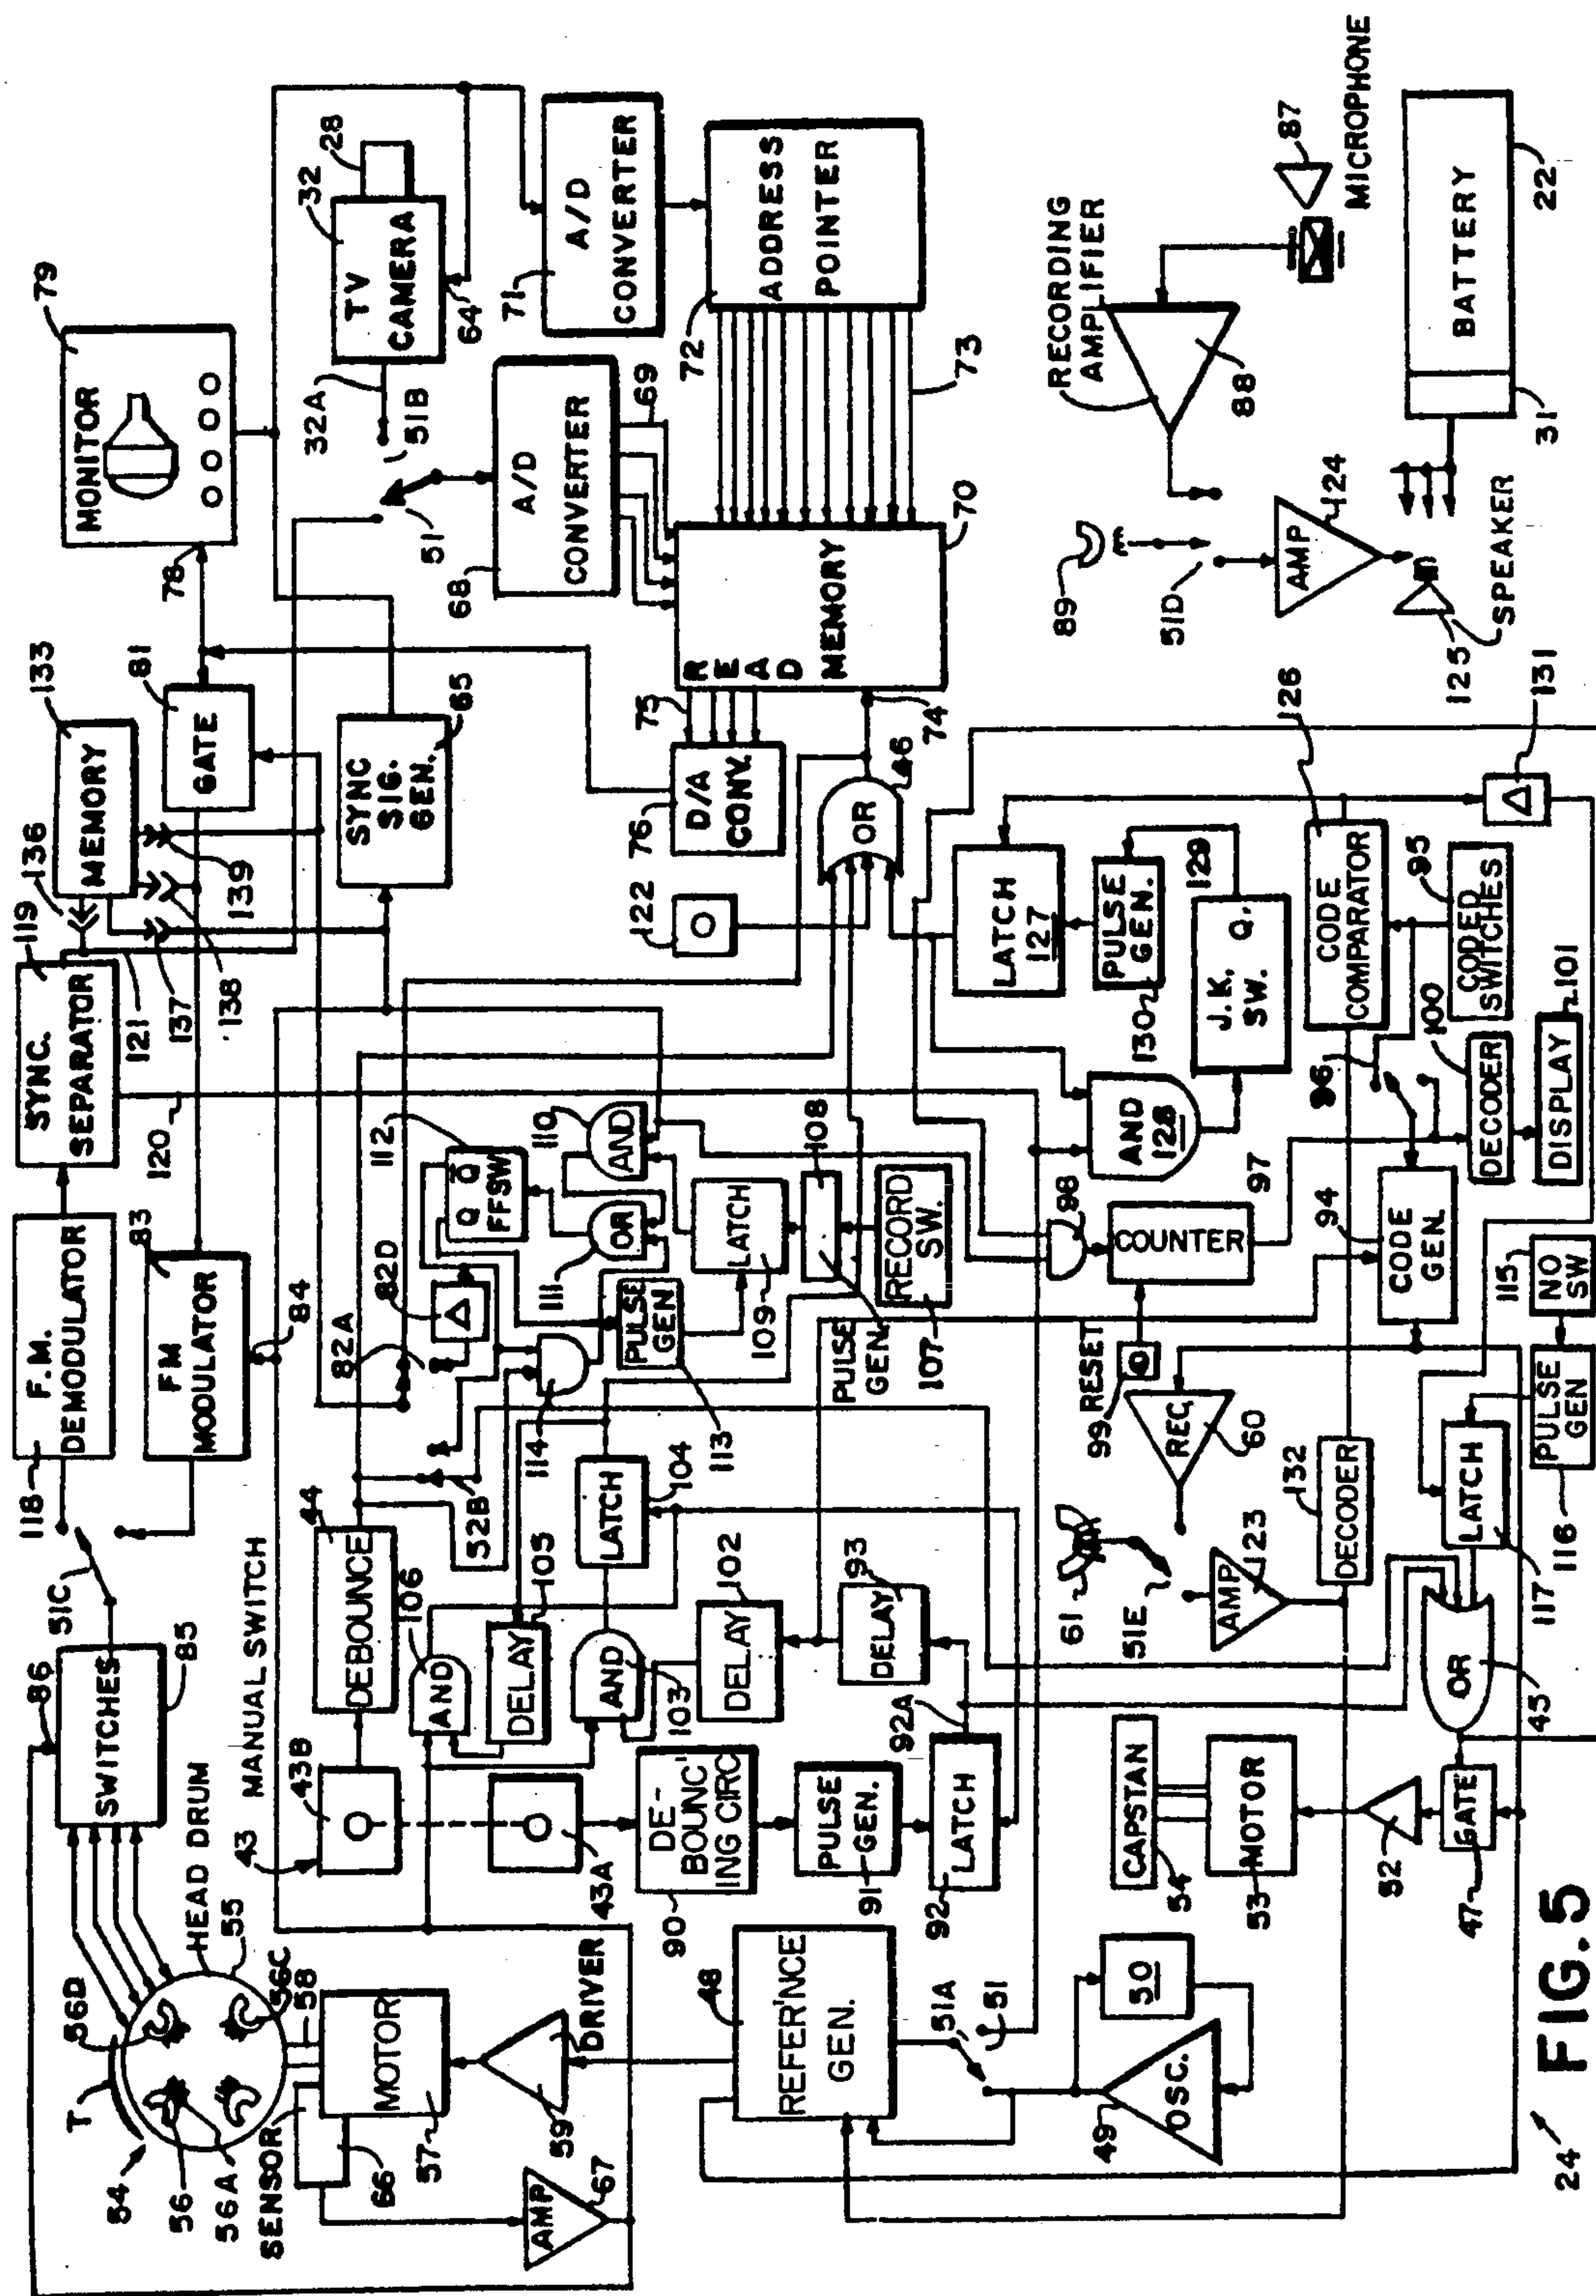 MONITOR
79
78
TV
CAMERA
32
28
32A
51B
64
A/D
CONVERTER
71
A/D
CONVERTER
68
69
51
ADDRESS
POINTER
72
73
READ
MEMORY
70
75
74
D/A
CONV.
76
MEMORY
133
136
GATE
81
139
137
138
SYNC
SIG.
GEN.
65
SYNC.
SEPARATOR
119
121
120
F.M.
DEMODULATOR
118
FM
MODULATOR
83
84
51C
SWITCHES
86
85
HEAD DRUM
55
T
54
56
56A
56D
56C
58
SENSOR
66
MOTOR
57
DRIVER
59
AMP
67
MANUAL SWITCH
43
43B
43A
DEBOUNCE
44
52B
82A
82D
Δ
Q Q̅
FFSW
112
AND
110
OR
111
114
PULSE
GEN
113
LATCH
109
108
PULSE
GEN
RECORD
SW.
107
AND
106
DELAY
105
AND
103
LATCH
104
DELAY
102
DELAY
93
DE-
BOUNC'
ING CIRC
90
PULSE
GEN.
91
LATCH
92
92A
122
OR
46
LATCH
127
PULSE
GEN.
130
129
J.K. Q.
SW.
AND
128
98
COUNTER
97
99 RESET
CODE
COMPARATOR
126
CODED
SWITCHES
95
96
DECODER
100
DISPLAY
101
CODE
GEN.
94
Δ
131
NO
SW
115
PULSE
GEN
116
LATCH
117
OR
45
REC.
60
61
51E
AMP
123
DECODER
132
CAPSTAN
54
MOTOR
53
52
GATE
47
REFER'NCE
GEN.
48
51A
51
OSC.
49
50
RECORDING
AMPLIFIER
88
MICROPHONE
87
89
51D
AMP
124
SPEAKER
125
BATTERY
22
31
24
FIG. 5